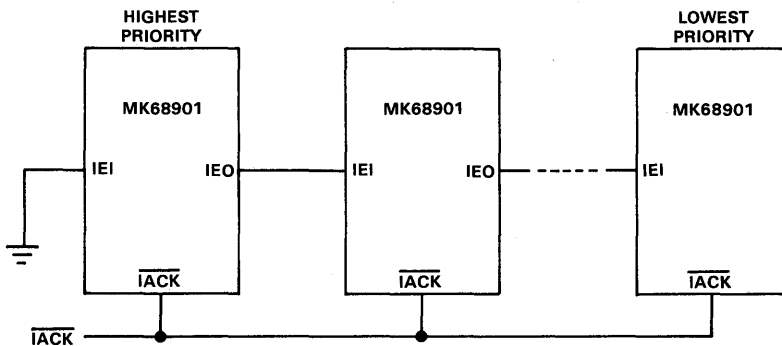 HIGHEST
PRIORITY
LOWEST
PRIORITY
MK68901
MK68901
MK68901
IEI
IEO
IEI
IEO
IEI
IACK
IACK
IACK
IACK